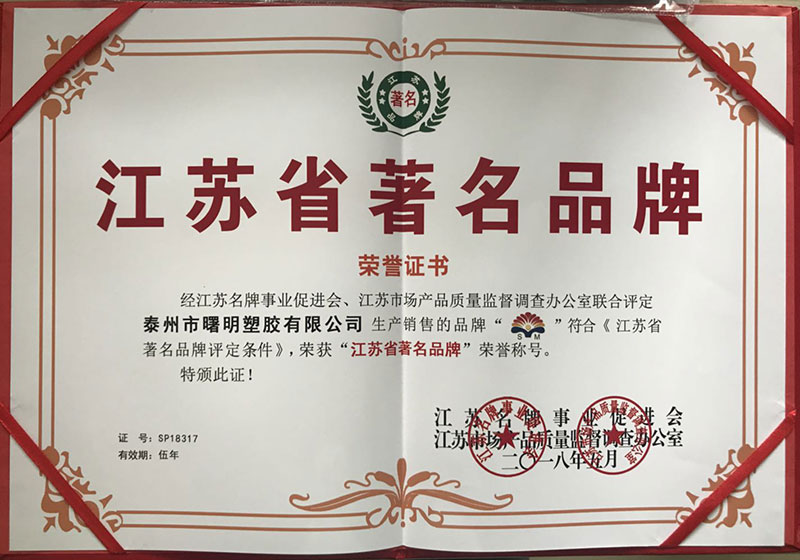 江苏
著名
品牌
江苏省著名品牌
荣誉证书
经江苏名牌事业促进会、江苏市场产品质量监督调查办公室联合评定
泰州市曙明塑胶有限公司 生产销售的品牌“ S M ”符合《江苏省
著名品牌评定条件》，荣获“江苏省著名品牌”荣誉称号。
特颁此证！
证 号：SP18317
有效期：伍年
江苏名牌事业促进会
江苏市场产品质量监督调查办公室
二〇一八年五月